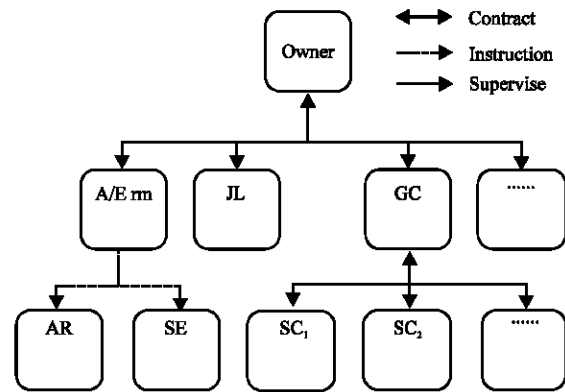 Owner
Contract
Instruction
Supervise
A/E rm
JL
GC
......
AR
SE
SC₁
SC₂
......